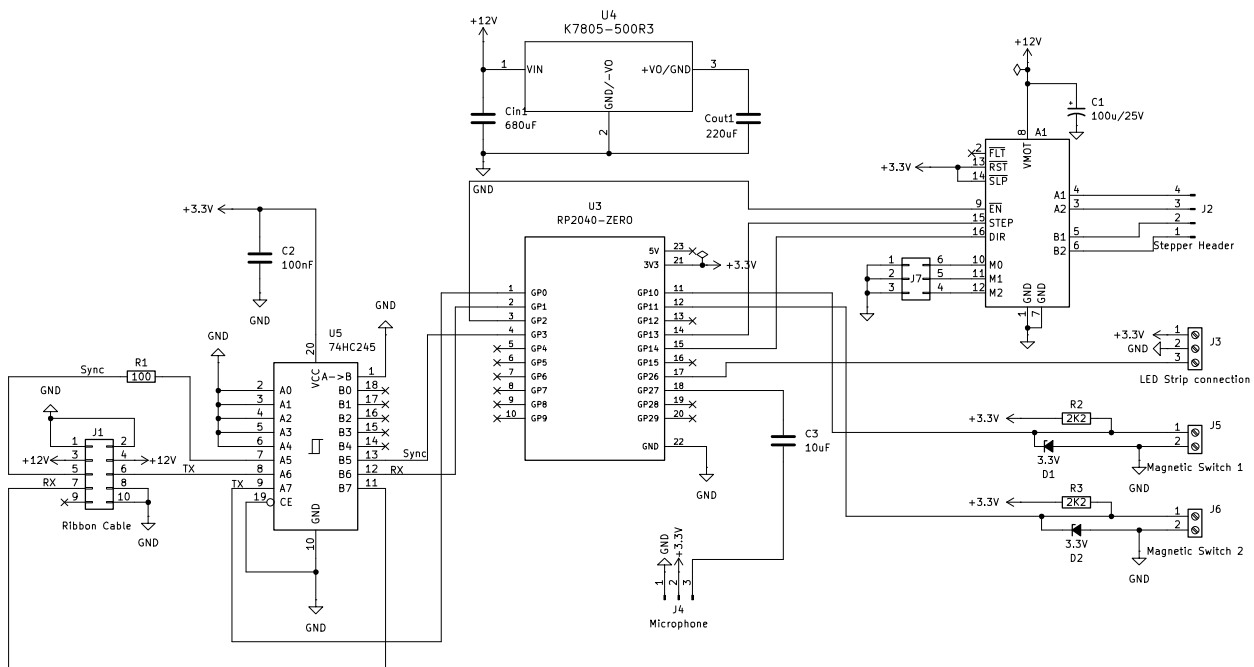 U4
K7805-500R3
+12V
1
VIN
GND/-VO
+VO/GND
3
2
Cin1
680uF
Cout1
220uF
GND
+12V
C1
100u/25V
A1
8
VMOT
2
FLT
13
RST
14
SLP
+3.3V
9
EN
15
STEP
16
DIR
10
M0
11
M1
12
M2
A1
4
A2
3
B1
5
B2
6
GND
GND
1
7
4
3
2
1
J2
Stepper Header
1
2
3
J7
6
5
4
U3
RP2040-ZERO
1
GP0
2
GP1
3
GP2
4
GP3
5
GP4
6
GP5
7
GP6
8
GP7
9
GP8
10
GP9
5V
23
3V3
21
+3.3V
GP10
11
GP11
12
GP12
13
GP13
14
GP14
15
GP15
16
GP26
17
GP27
18
GP28
19
GP29
20
GND
22
GND
+3.3V
C2
100nF
GND
U5
74HC245
GND
20
VCC
A->B
1
GND
2
A0
3
A1
4
A2
5
A3
6
A4
7
A5
8
A6
9
A7
19
CE
B0
18
B1
17
B2
16
B3
15
B4
14
B5
13
B6
12
B7
11
GND
10
GND
Sync
RX
Sync
R1
100
GND
J1
1
2
3
4
5
6
7
8
9
10
+12V
+12V
TX
RX
TX
Ribbon Cable
GND
C3
10uF
GND
+3.3V
1
2
3
J4
Microphone
+3.3V
1
GND
2
3
J3
LED Strip connection
R2
+3.3V
2K2
1
2
J5
3.3V
D1
Magnetic Switch 1
GND
R3
+3.3V
2K2
1
2
J6
3.3V
D2
Magnetic Switch 2
GND